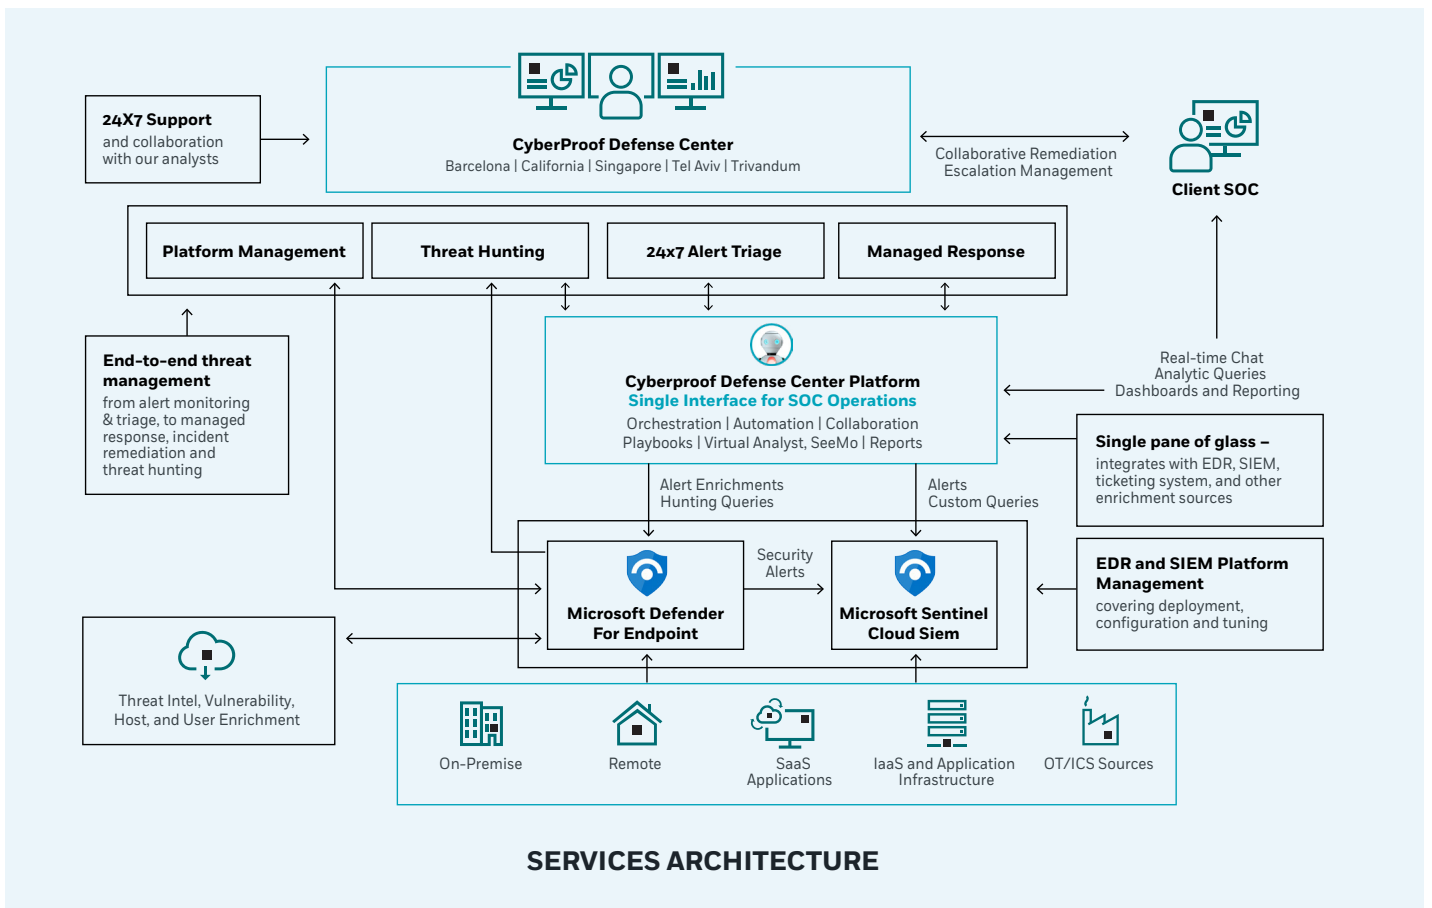 24X7 Support
and collaboration
with our analysts
CyberProof Defense Center
Barcelona | California | Singapore | Tel Aviv | Trivandum
Collaborative Remediation
Escalation Management
Client SOC
Platform Management
Threat Hunting
24x7 Alert Triage
Managed Response
End-to-end threat
management
from alert monitoring
& triage, to managed
response, incident
remediation and
threat hunting
Cyberproof Defense Center Platform
Single Interface for SOC Operations
Orchestration | Automation | Collaboration
Playbooks | Virtual Analyst, SeeMo | Reports
Real-time Chat
Analytic Queries
Dashboards and Reporting
Single pane of glass –
integrates with EDR, SIEM,
ticketing system, and other
enrichment sources
Alert Enrichments
Hunting Queries
Alerts
Custom Queries
Microsoft Defender
For Endpoint
Security
Alerts
Microsoft Sentinel
Cloud Siem
EDR and SIEM Platform
Management
covering deployment,
configuration and tuning
Threat Intel, Vulnerability,
Host, and User Enrichment
On-Premise
Remote
SaaS
Applications
IaaS and Application
Infrastructure
OT/ICS Sources
SERVICES ARCHITECTURE